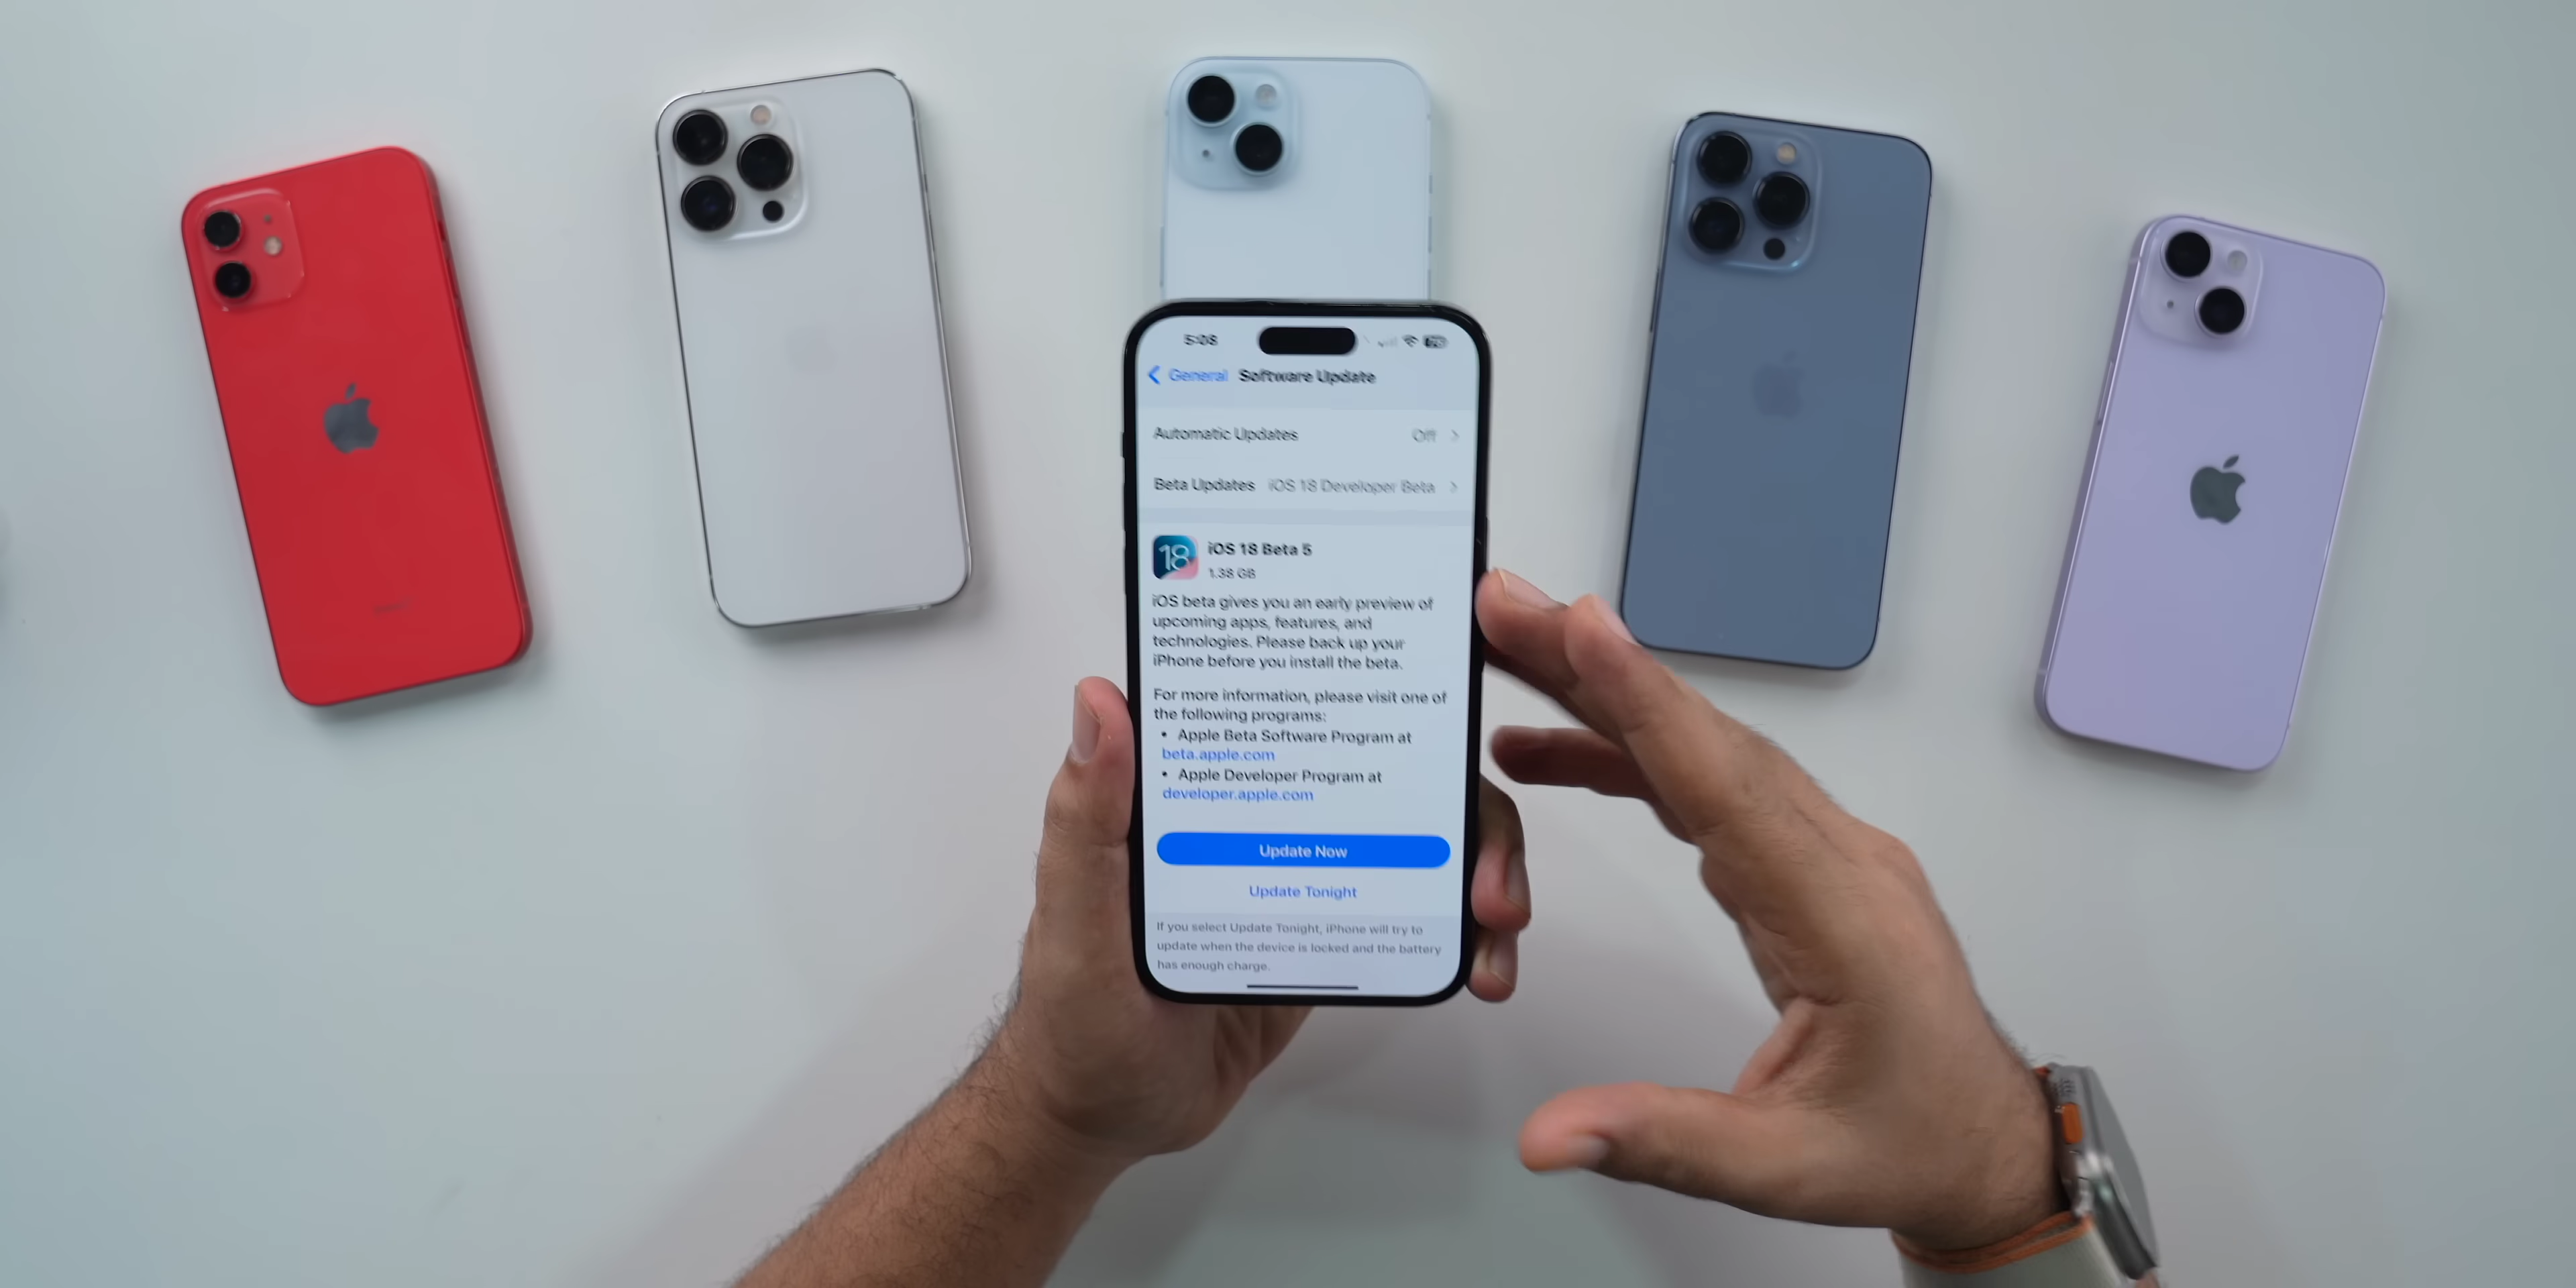 5:08
General Software Update
Automatic Updates Off
Beta Updates iOS 18 Developer Beta
18
iOS 18 Beta 5
1.38 GB
iOS beta gives you an early preview of
upcoming apps, features, and
technologies. Please back up your
iPhone before you install the beta.
For more information, please visit one of
the following programs:
• Apple Beta Software Program at
beta.apple.com
• Apple Developer Program at
developer.apple.com
Update Now
Update Tonight
If you select Update Tonight, iPhone will try to
update when the device is locked and the battery
has enough charge.